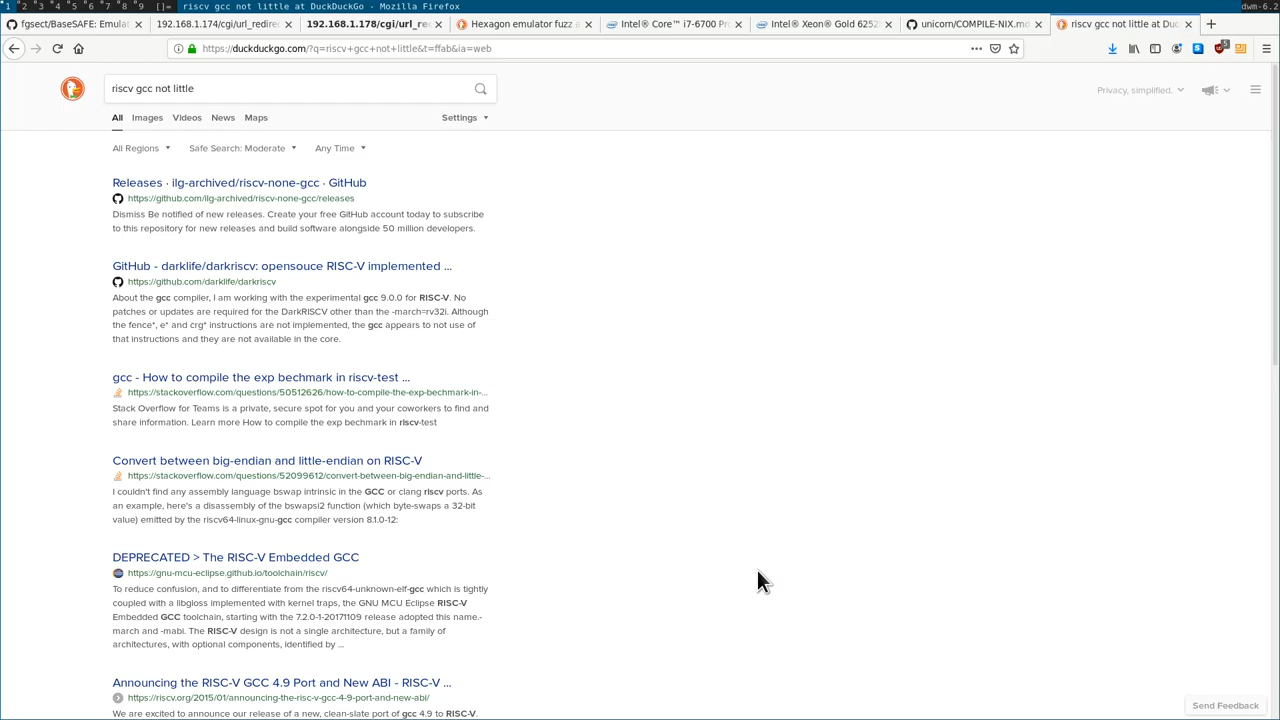 1 2 3 4 5 6 7 8 9 []= riscv gcc not little at DuckDuckGo - Mozilla Firefox dwm-6.2
fgsect/BaseSAFE: Emulat 192.168.1.174/cgi/url_redire 192.168.1.178/cgi/url_re Hexagon emulator fuzz Intel® Core™ i7-6700 Pro Intel® Xeon® Gold 6252 unicorn/COMPILE-NIX.md riscv gcc not little at Duc
https://duckduckgo.com/?q=riscv+gcc+not+little&t=ffab&ia=web
riscv gcc not little
Privacy, simplified.
All Images Videos News Maps Settings
All Regions Safe Search: Moderate Any Time
Releases · ilg-archived/riscv-none-gcc · GitHub
https://github.com/ilg-archived/riscv-none-gcc/releases
Dismiss Be notified of new releases. Create your free GitHub account today to subscribe
to this repository for new releases and build software alongside 50 million developers.
GitHub - darklife/darkriscv: opensouce RISC-V implemented ...
https://github.com/darklife/darkriscv
About the gcc compiler, I am working with the experimental gcc 9.0.0 for RISC-V. No
patches or updates are required for the DarkRISCV other than the -march=rv32i. Although
the fence*, e* and crg* instructions are not implemented, the gcc appears to not use of
that instructions and they are not available in the core.
gcc - How to compile the exp bechmark in riscv-test ...
https://stackoverflow.com/questions/50512626/how-to-compile-the-exp-bechmark-in-...
Stack Overflow for Teams is a private, secure spot for you and your coworkers to find and
share information. Learn more How to compile the exp bechmark in riscv-test
Convert between big-endian and little-endian on RISC-V
https://stackoverflow.com/questions/52099612/convert-between-big-endian-and-little-...
I couldn't find any assembly language bswap intrinsic in the GCC or clang riscv ports. As
an example, here's a disassembly of the bswapsi2 function (which byte-swaps a 32-bit
value) emitted by the riscv64-linux-gnu-gcc compiler version 8.1.0-12:
DEPRECATED > The RISC-V Embedded GCC
https://gnu-mcu-eclipse.github.io/toolchain/riscv/
To reduce confusion, and to differentiate from the riscv64-unknown-elf-gcc which is tightly
coupled with a libgloss implemented with kernel traps, the GNU MCU Eclipse RISC-V
Embedded GCC toolchain, starting with the 7.2.0-1-20171109 release adopted this name.-
march and -mabi. The RISC-V design is not a single architecture, but a family of
architectures, with optional components, identified by ...
Announcing the RISC-V GCC 4.9 Port and New ABI - RISC-V ...
https://riscv.org/2015/01/announcing-the-risc-v-gcc-4-9-port-and-new-abi/
We are excited to announce our release of a new, clean-slate port of gcc 4.9 to RISC-V.
Send Feedback